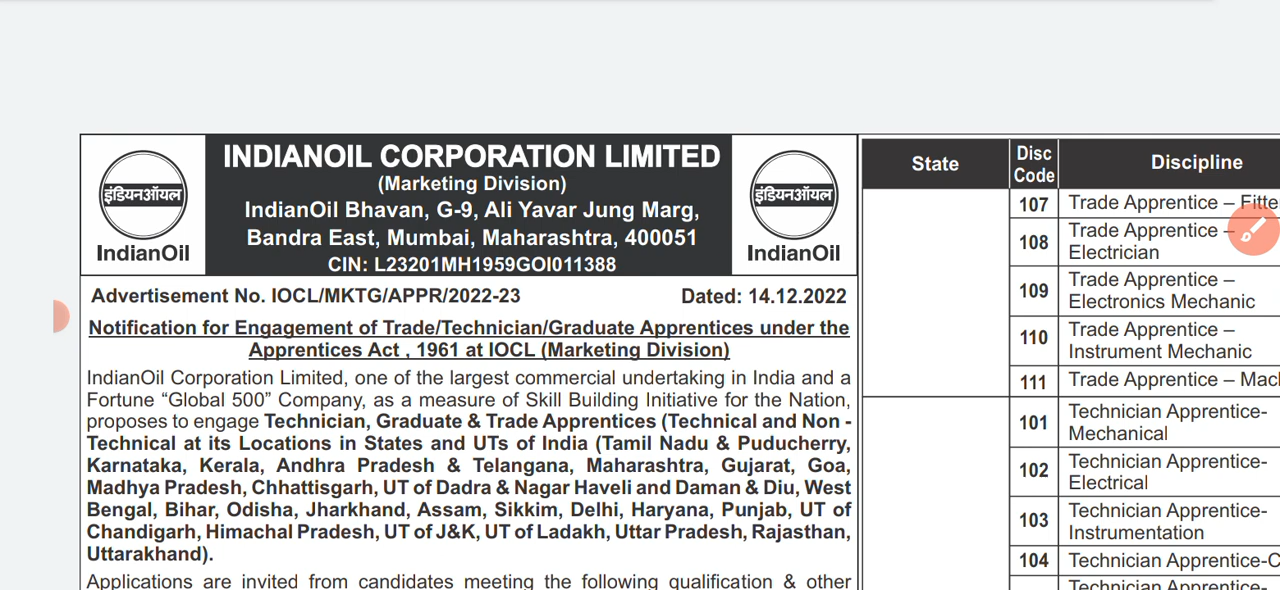 इंडियनऑयल
IndianOil
INDIANOIL CORPORATION LIMITED
(Marketing Division)
IndianOil Bhavan, G-9, Ali Yavar Jung Marg,
Bandra East, Mumbai, Maharashtra, 400051
CIN: L23201MH1959GOI011388
इंडियनऑयल
IndianOil
Advertisement No. IOCL/MKTG/APPR/2022-23 Dated: 14.12.2022
Notification for Engagement of Trade/Technician/Graduate Apprentices under the
Apprentices Act , 1961 at IOCL (Marketing Division)
IndianOil Corporation Limited, one of the largest commercial undertaking in India and a
Fortune “Global 500” Company, as a measure of Skill Building Initiative for the Nation,
proposes to engage Technician, Graduate & Trade Apprentices (Technical and Non -
Technical at its Locations in States and UTs of India (Tamil Nadu & Puducherry,
Karnataka, Kerala, Andhra Pradesh & Telangana, Maharashtra, Gujarat, Goa,
Madhya Pradesh, Chhattisgarh, UT of Dadra & Nagar Haveli and Daman & Diu, West
Bengal, Bihar, Odisha, Jharkhand, Assam, Sikkim, Delhi, Haryana, Punjab, UT of
Chandigarh, Himachal Pradesh, UT of J&K, UT of Ladakh, Uttar Pradesh, Rajasthan,
Uttarakhand).
Applications are invited from candidates meeting the following qualification & other
State Disc Code Discipline
107 Trade Apprentice – Fitte
108 Trade Apprentice –
Electrician
109 Trade Apprentice –
Electronics Mechanic
110 Trade Apprentice –
Instrument Mechanic
111 Trade Apprentice – Mac
101 Technician Apprentice-
Mechanical
102 Technician Apprentice-
Electrical
103 Technician Apprentice-
Instrumentation
104 Technician Apprentice-C
Technician Apprentice-